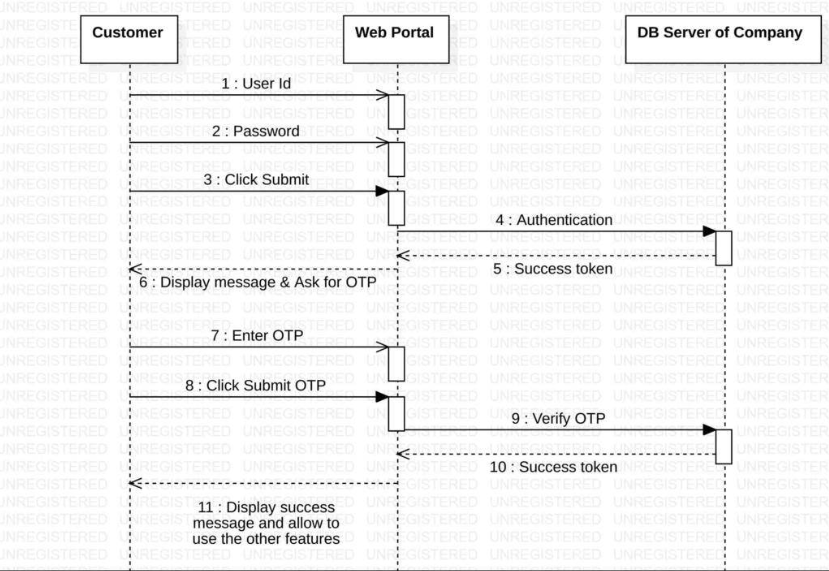 Customer
Web Portal
DB Server of Company
1 : User Id
2 : Password
3 : Click Submit
4 : Authentication
5 : Success token
6 : Display message & Ask for OTP
7 : Enter OTP
8 : Click Submit OTP
9 : Verify OTP
10 : Success token
11 : Display success
message and allow to
use the other features
UNREGISTERED